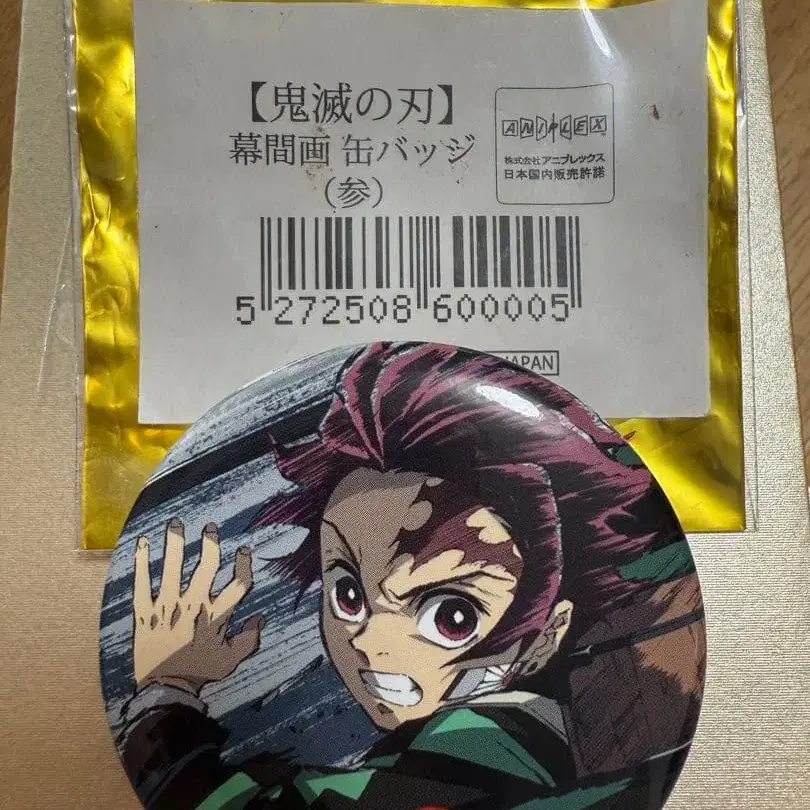 【鬼滅の刃】
幕間画 缶バッジ
（参）
ANIPLEX
株式会社アニプレックス
日本国内販売許諾
5 272508 600005
JAPAN